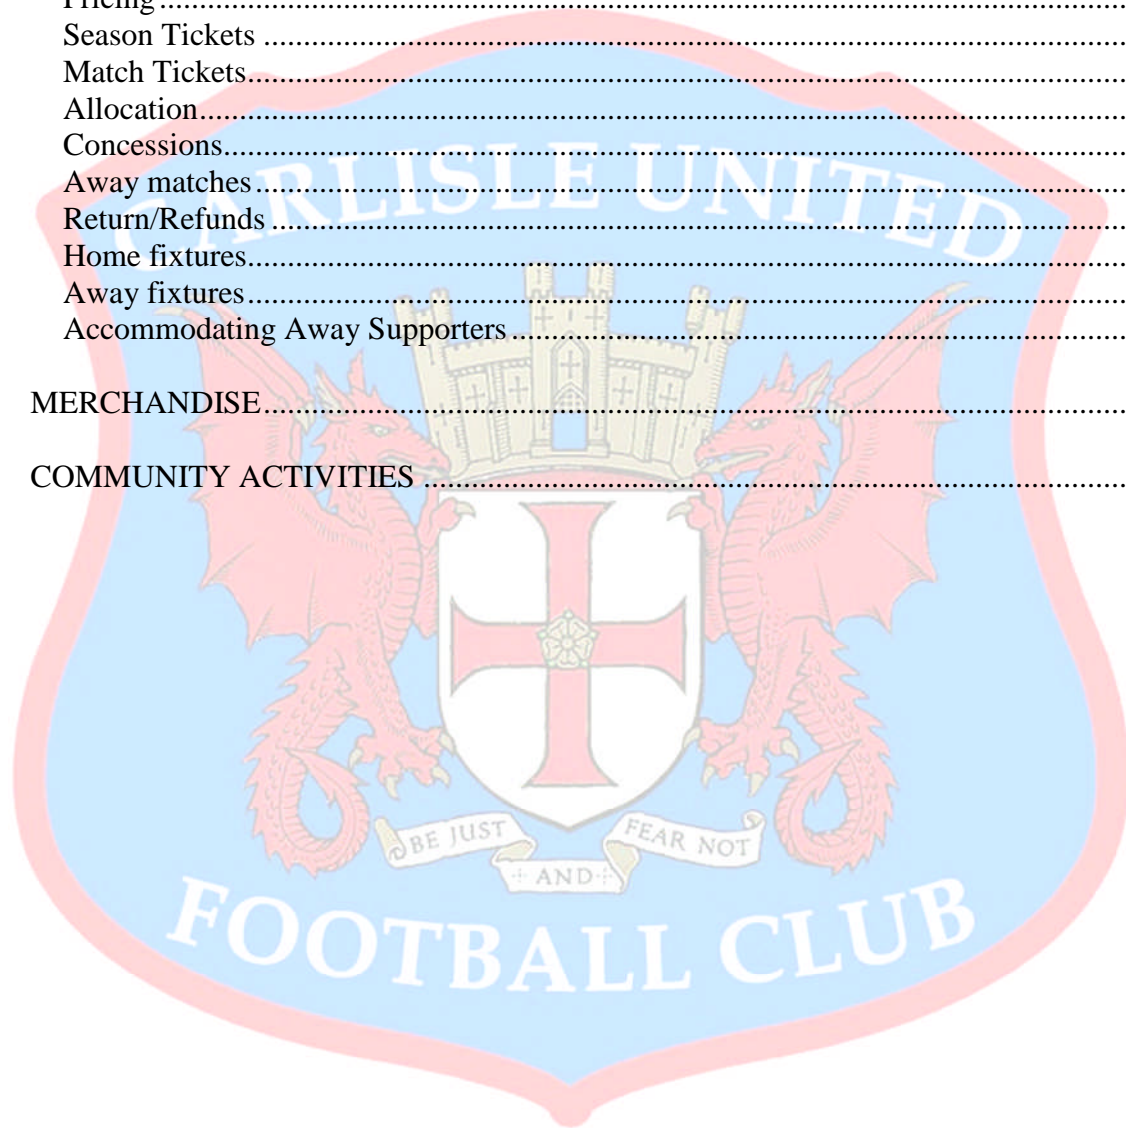 Pricing
Season Tickets
Match Tickets
Allocation
Concessions
Away matches
Return/Refunds
Home fixtures
Away fixtures
Accommodating Away Supporters
MERCHANDISE
COMMUNITY ACTIVITIES
CARLISLE UNITED
BE JUST
AND
FEAR NOT
FOOTBALL CLUB